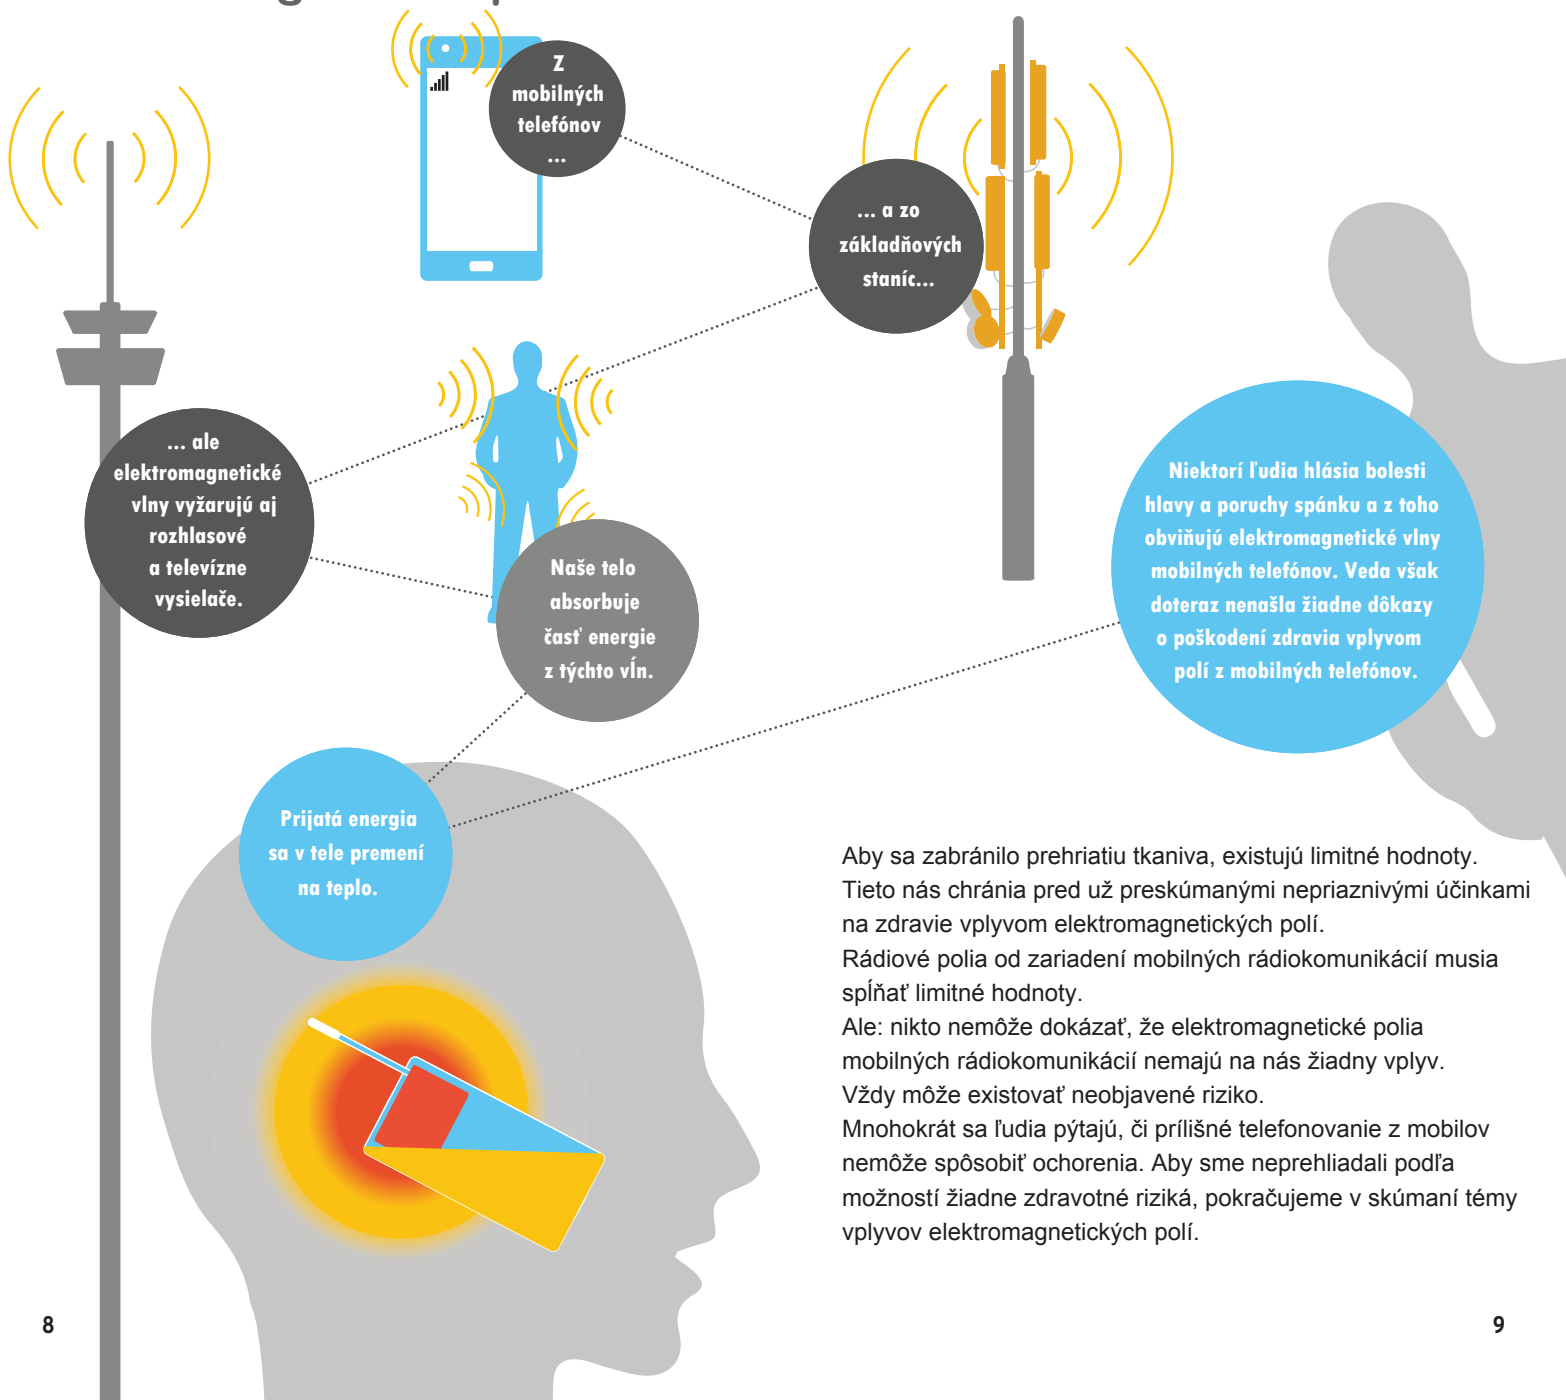 Z
mobilných
telefónov
...
... a zo
základňových
staníc...
... ale
elektromagnetické
vlny vyžarujú aj
rozhlasové
a televízne
vysielače.
Naše telo
absorbuje
časť energie
z týchto vĺn.
Prijatá energia
sa v tele premení
na teplo.
Niektorí ľudia hlásia bolesti
hlavy a poruchy spánku a z toho
obviňujú elektromagnetické vlny
mobilných telefónov. Veda však
doteraz nenašla žiadne dôkazy
o poškodení zdravia vplyvom
polí z mobilných telefónov.
Aby sa zabránilo prehriatiu tkaniva, existujú limitné hodnoty.
Tieto nás chránia pred už preskúmanými nepriaznivými účinkami
na zdravie vplyvom elektromagnetických polí.
Rádiové polia od zariadení mobilných rádiokomunikácií musia
spĺňať limitné hodnoty.
Ale: nikto nemôže dokázať, že elektromagnetické polia
mobilných rádiokomunikácií nemajú na nás žiadny vplyv.
Vždy môže existovať neobjavené riziko.
Mnohokrát sa ľudia pýtajú, či prílišné telefonovanie z mobilov
nemôže spôsobiť ochorenia. Aby sme neprehliadali podľa
možností žiadne zdravotné riziká, pokračujeme v skúmaní témy
vplyvov elektromagnetických polí.
8
9